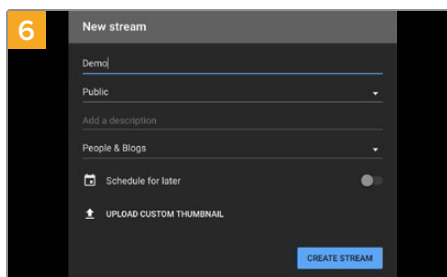 6
New stream
Demo
Public
Add a description
People & Blogs
Schedule for later
UPLOAD CUSTOM THUMBNAIL
CREATE STREAM